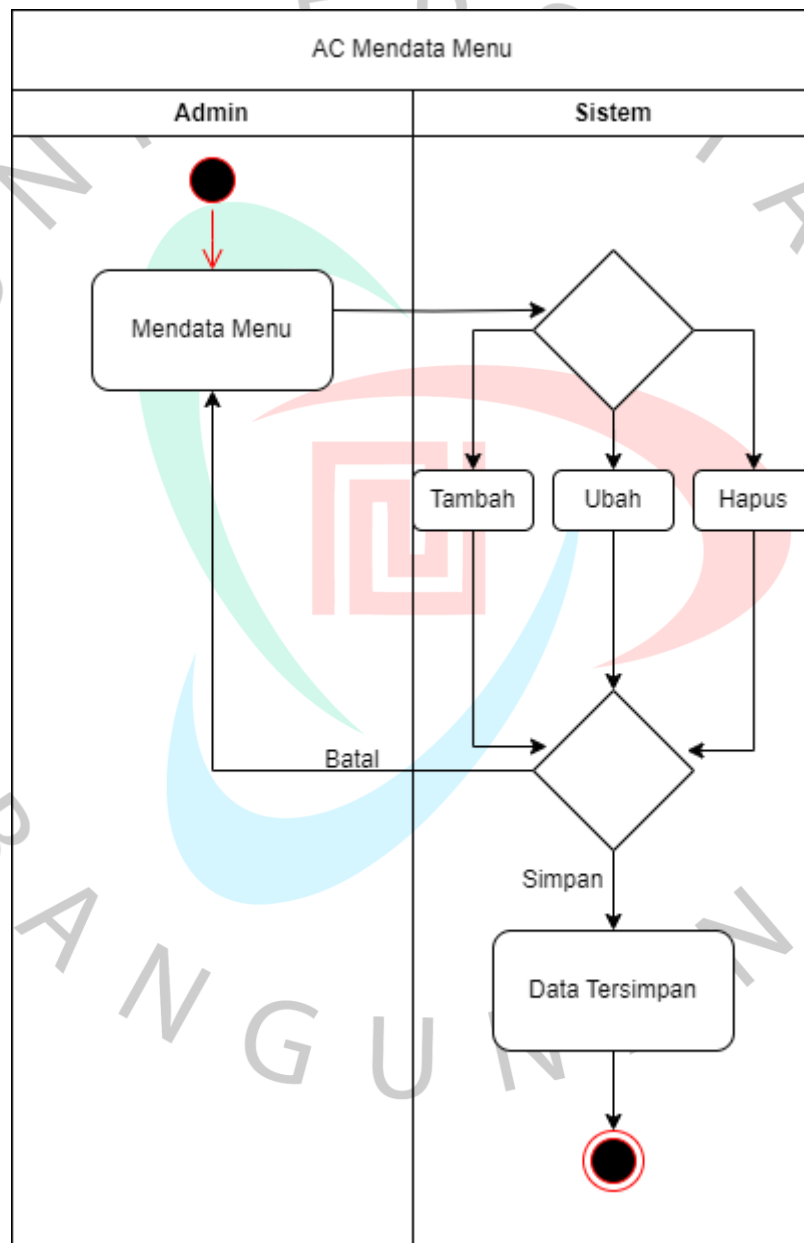 AC Mendata Menu
Admin
Sistem
Mendata Menu
Tambah
Ubah
Hapus
Batal
Simpan
Data Tersimpan